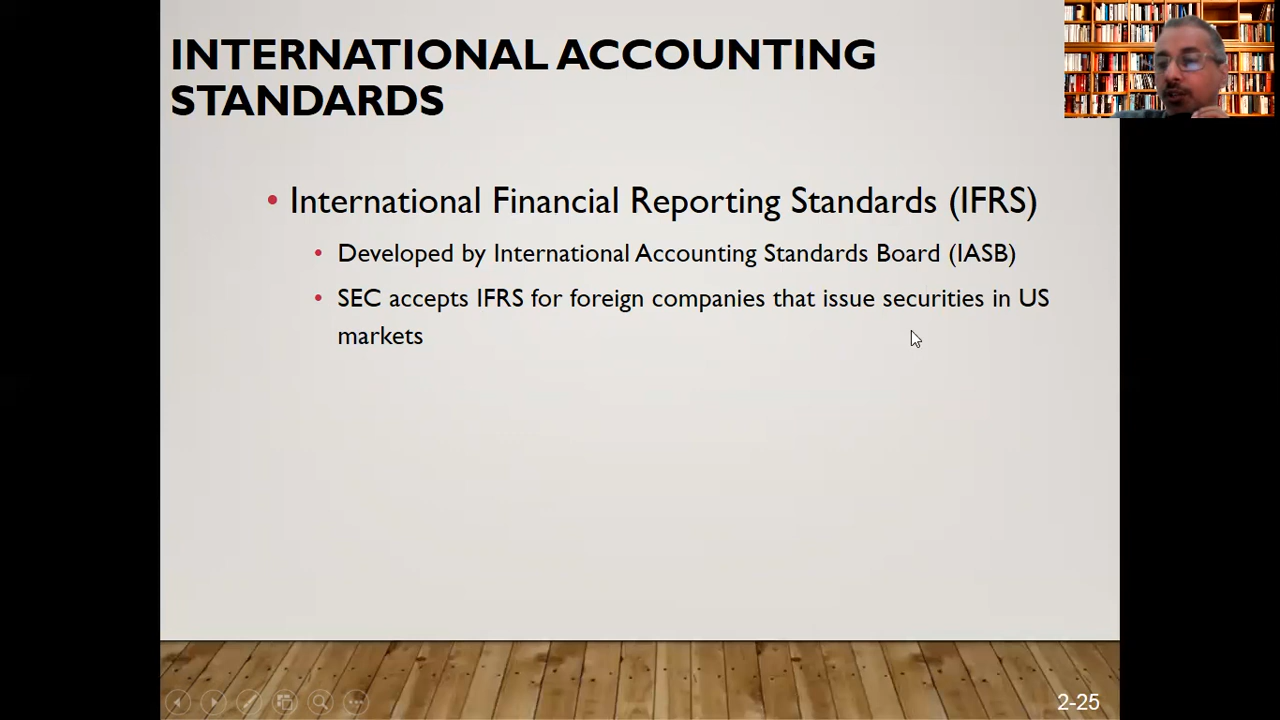 INTERNATIONAL ACCOUNTING
STANDARDS
• International Financial Reporting Standards (IFRS)
• Developed by International Accounting Standards Board (IASB)
• SEC accepts IFRS for foreign companies that issue securities in US
markets
2-25